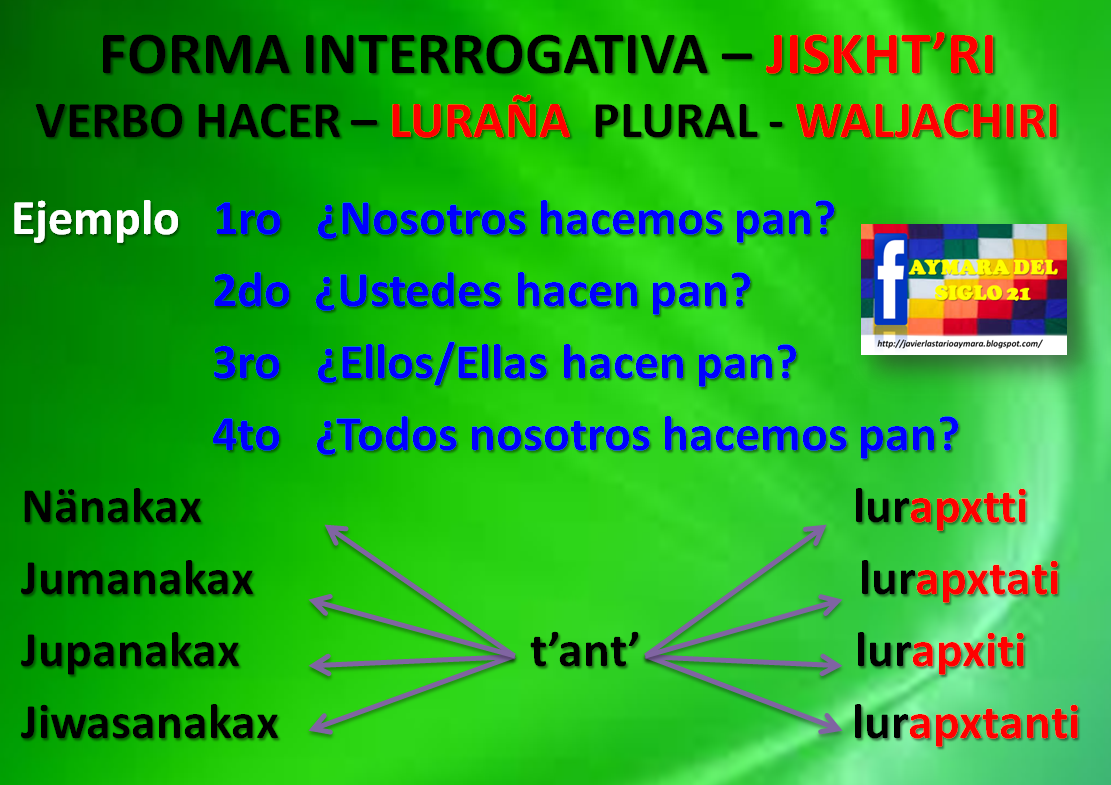 FORMA INTERROGATIVA – JISKHT’RI
VERBO HACER – LURAÑA PLURAL - WALJACHIRI
Ejemplo 1ro ¿Nosotros hacemos pan?
2do ¿Ustedes hacen pan?
3ro ¿Ellos/Ellas hacen pan?
4to ¿Todos nosotros hacemos pan?
f AYMARA DEL
SIGLO 21
http://javierlastarioaymara.blogspot.com/
Nänakax lurapxtti
Jumanakax lurapxtati
Jupanakax t’ant’ lurapxiti
Jiwasanakax lurapxtanti